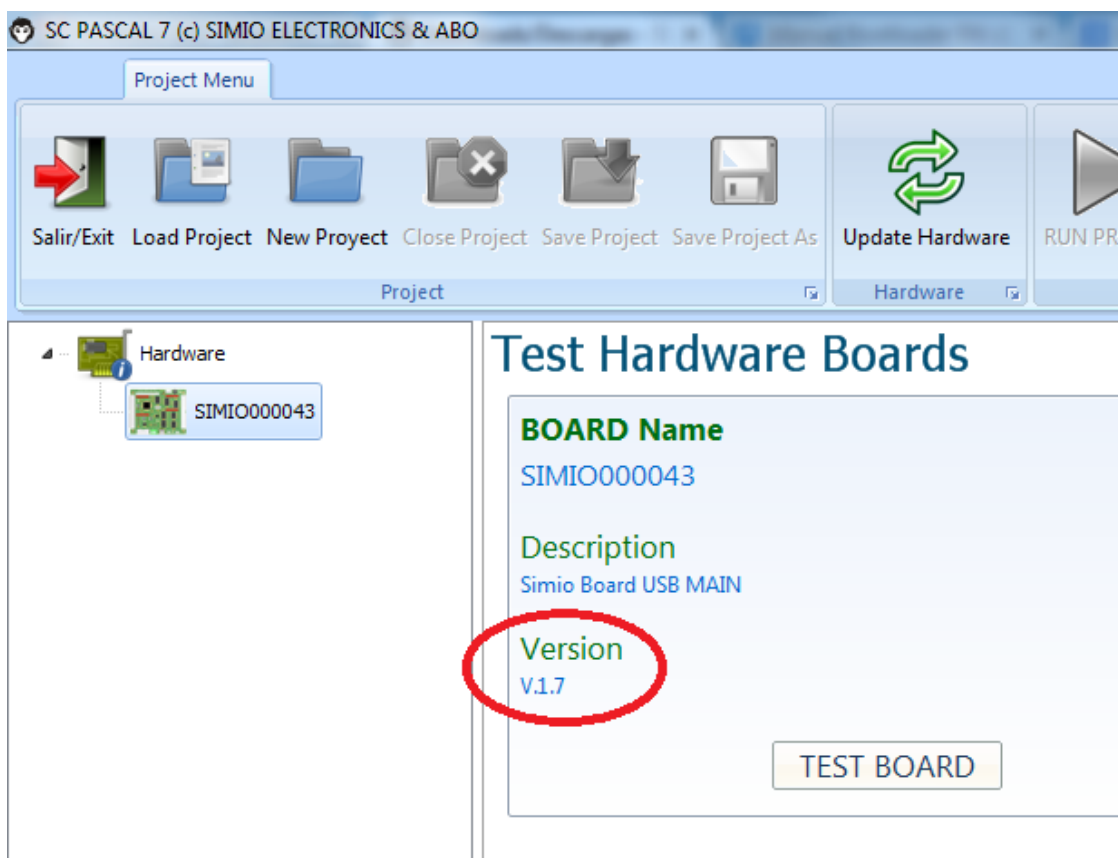 SC PASCAL 7 (c) SIMIO ELECTRONICS & ABO
Project Menu
Salir/Exit Load Project New Proyect Close Project Save Project Save Project As Update Hardware RUN PR
Project Hardware
Hardware
SIMIO000043
Test Hardware Boards
BOARD Name
SIMIO000043
Description
Simio Board USB MAIN
Version
V.1.7
TEST BOARD